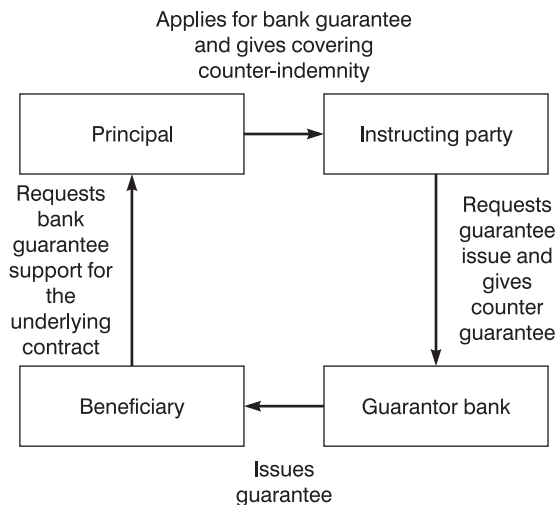 Applies for bank guarantee
and gives covering
counter-indemnity
Principal
Instructing party
Requests
bank
guarantee
support for
the
underlying
contract
Requests
guarantee
issue and
gives
counter
guarantee
Beneficiary
Guarantor bank
Issues
guarantee